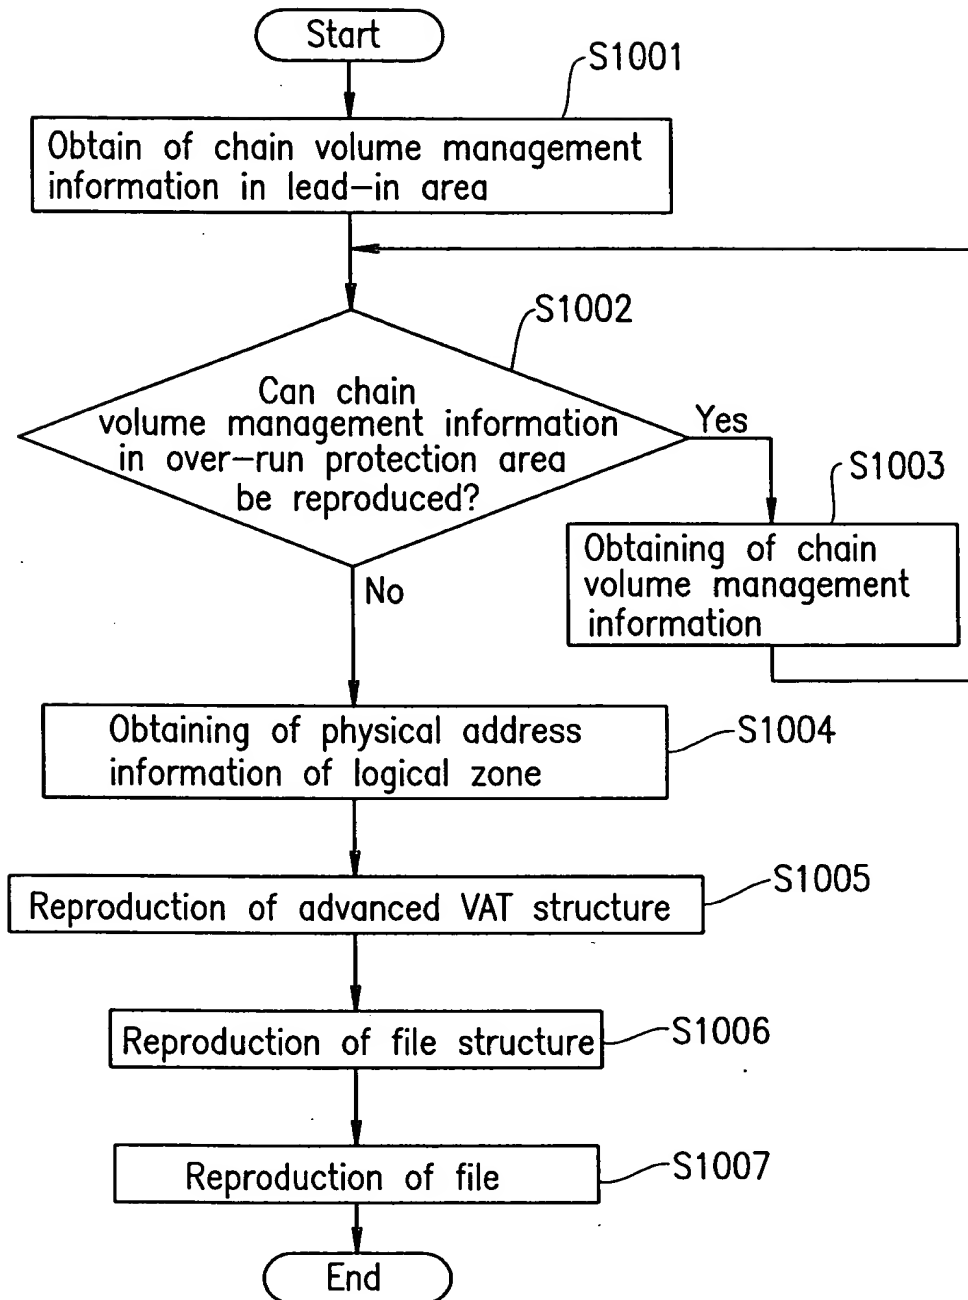 Start
S1001
Obtain of chain volume management
information in lead-in area
S1002
Can chain
volume management information
in over-run protection area
be reproduced?
Yes
S1003
Obtaining of chain
volume management
information
No
S1004
Obtaining of physical address
information of logical zone
S1005
Reproduction of advanced VAT structure
S1006
Reproduction of file structure
S1007
Reproduction of file
End